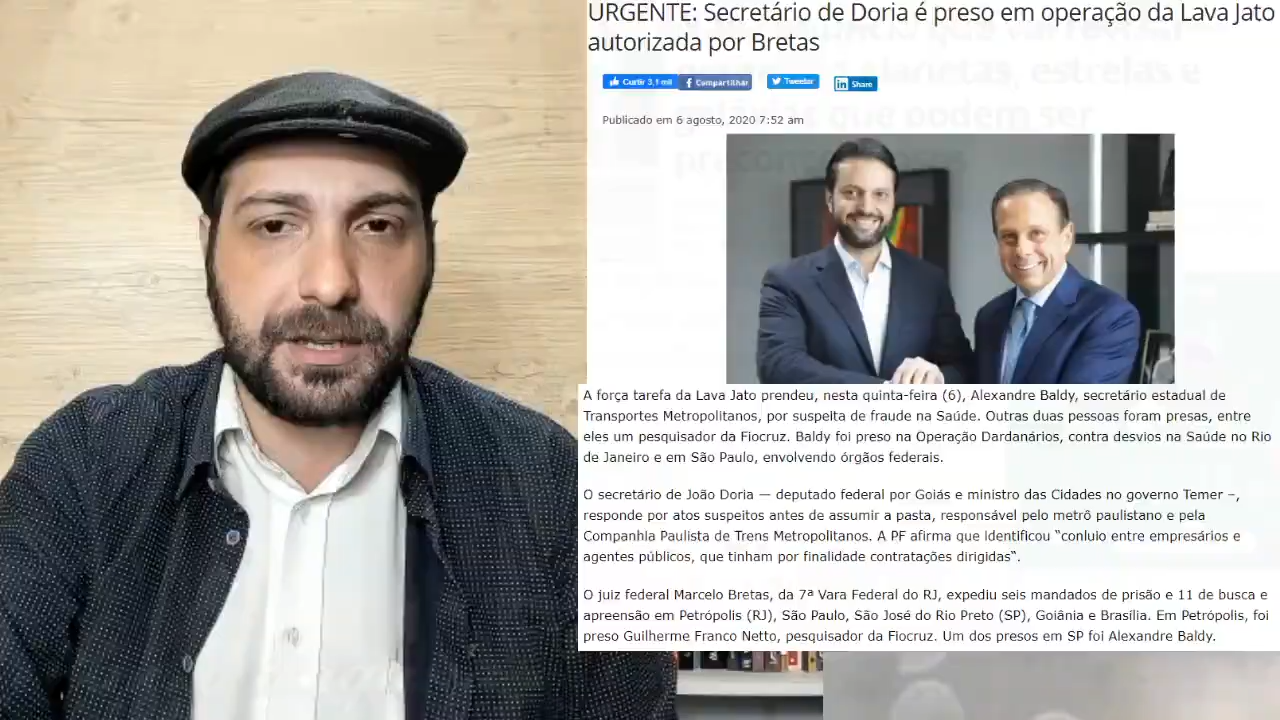 URGENTE: Secretário de Doria é preso em operação da Lava Jato
autorizada por Bretas
Curtir 3,1 mil Compartilhar Tweetar Share
Publicado em 6 agosto, 2020 7:52 am
A força tarefa da Lava Jato prendeu, nesta quinta-feira (6), Alexandre Baldy, secretário estadual de
Transportes Metropolitanos, por suspeita de fraude na Saúde. Outras duas pessoas foram presas, entre
eles um pesquisador da Fiocruz. Baldy foi preso na Operação Dardanários, contra desvios na Saúde no Rio
de Janeiro e em São Paulo, envolvendo órgãos federais.
O secretário de João Doria — deputado federal por Goiás e ministro das Cidades no governo Temer –,
responde por atos suspeitos antes de assumir a pasta, responsável pelo metrô paulistano e pela
Companhia Paulista de Trens Metropolitanos. A PF afirma que identificou “conluio entre empresários e
agentes públicos, que tinham por finalidade contratações dirigidas“.
O juiz federal Marcelo Bretas, da 7ª Vara Federal do RJ, expediu seis mandados de prisão e 11 de busca e
apreensão em Petrópolis (RJ), São Paulo, São José do Rio Preto (SP), Goiânia e Brasília. Em Petrópolis, foi
preso Guilherme Franco Netto, pesquisador da Fiocruz. Um dos presos em SP foi Alexandre Baldy.